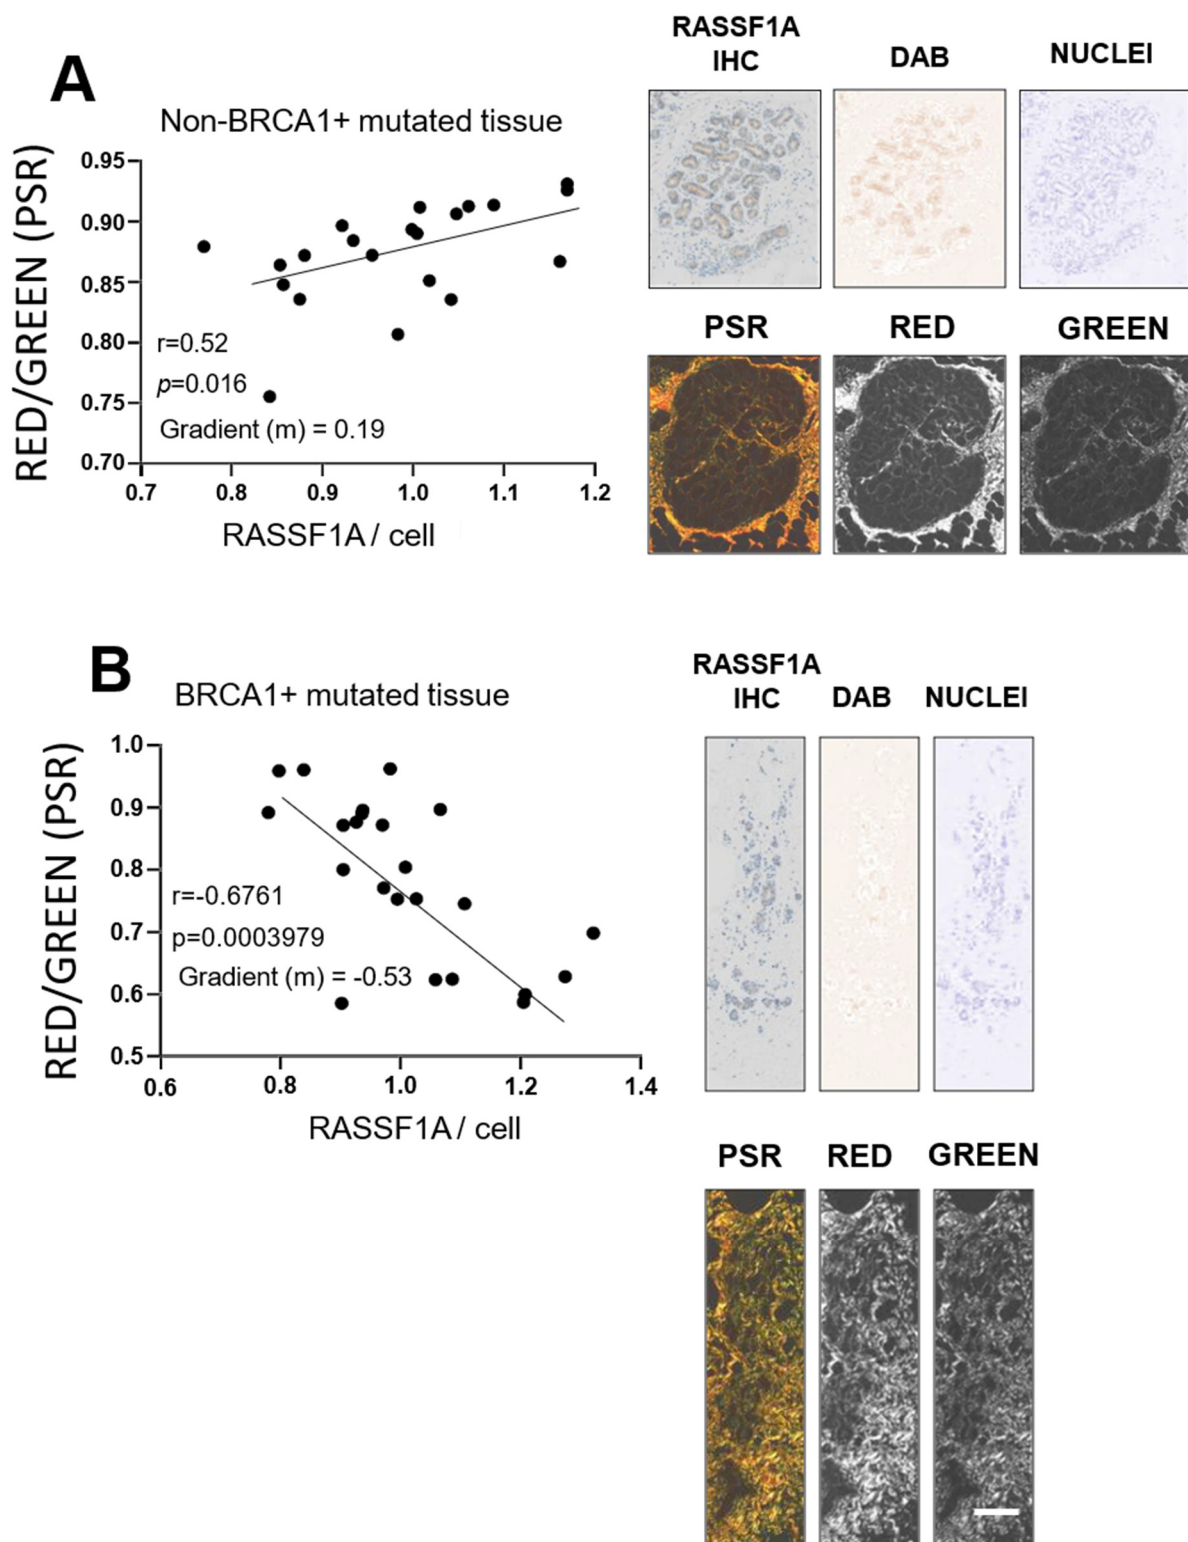 A
Non-BRCA1+ mutated tissue
RED/GREEN (PSR)
0.95
0.90
0.85
0.80
0.75
0.70
r=0.52
p=0.016
Gradient (m) = 0.19
0.7 0.8 0.9 1.0 1.1 1.2
RASSF1A / cell
RASSF1A
IHC
DAB
NUCLEI
PSR
RED
GREEN
B
BRCA1+ mutated tissue
RED/GREEN (PSR)
1.0
0.9
0.8
0.7
0.6
0.5
r=-0.6761
p=0.0003979
Gradient (m) = -0.53
0.6 0.8 1.0 1.2 1.4
RASSF1A / cell
RASSF1A
IHC
DAB
NUCLEI
PSR
RED
GREEN